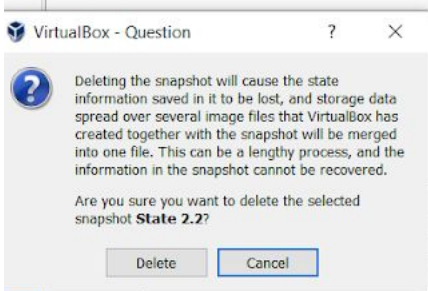 VirtualBox - Question
?
Deleting the snapshot will cause the state
information saved in it to be lost, and storage data
spread over several image files that VirtualBox has
created together with the snapshot will be merged
into one file. This can be a lengthy process, and the
information in the snapshot cannot be recovered.
Are you sure you want to delete the selected
snapshot State 2.2?
Delete Cancel